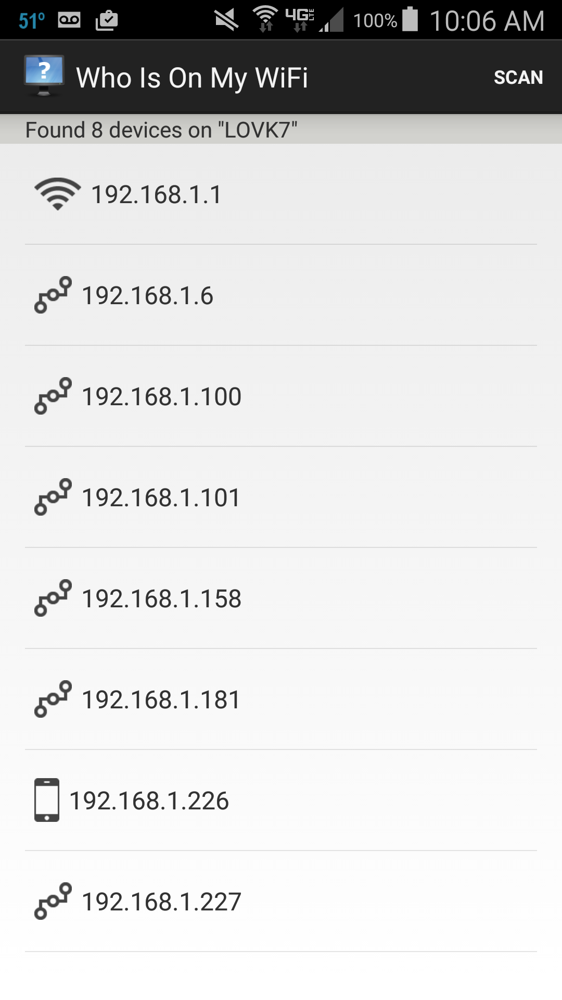 51° 4G LTE 100% 10:06 AM
? Who Is On My WiFi SCAN
Found 8 devices on "LOVK7"
192.168.1.1
192.168.1.6
192.168.1.100
192.168.1.101
192.168.1.158
192.168.1.181
192.168.1.226
192.168.1.227